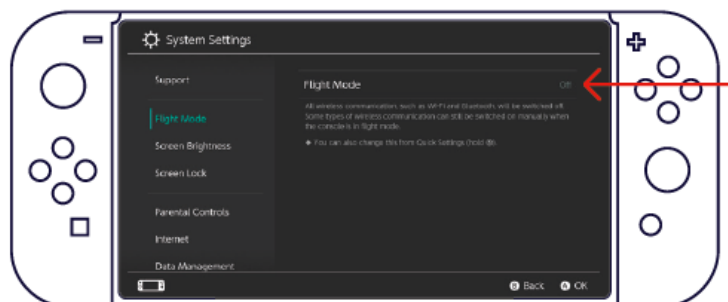 System Settings
Support
Flight Mode
Screen Brightness
Screen Lock
Parental Controls
Internet
Data Management
Flight Mode Off
All wireless communication, such as Wi-Fi and Bluetooth, will be switched off.
Some types of wireless communication can still be switched on manually when
the console is in flight mode.
◆ You can also change this from Quick Settings (hold).
B Back A OK